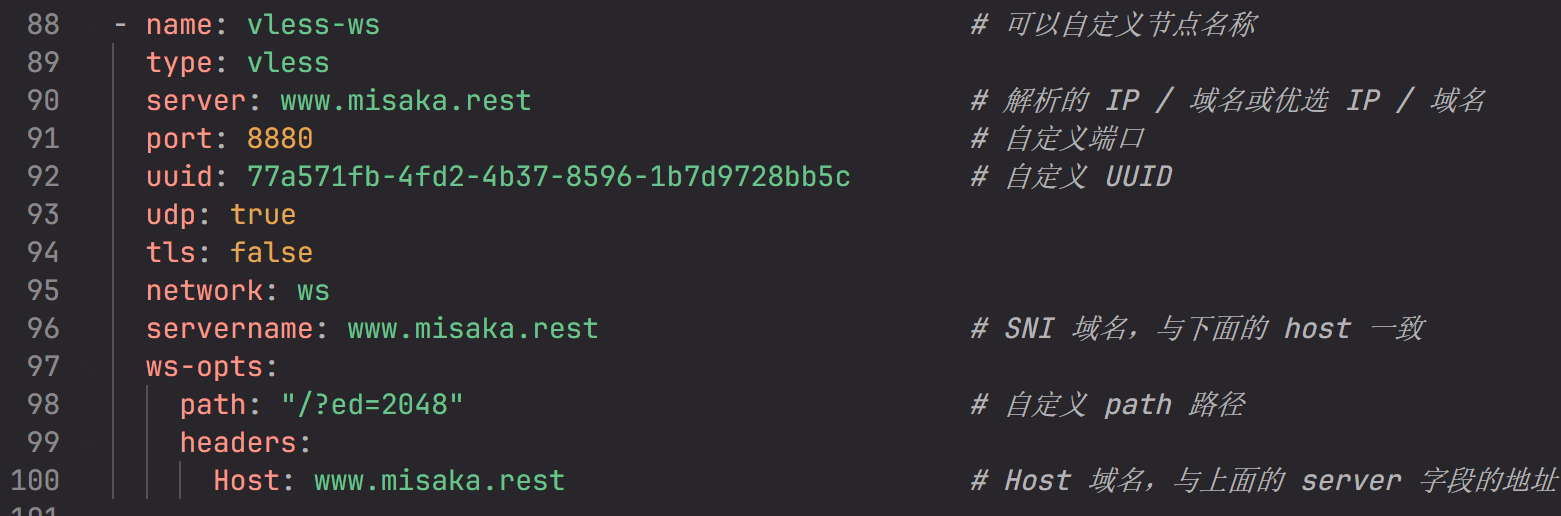 88 - name: vless-ws # 可以自定义节点名称
89 type: vless
90 server: www.misaka.rest # 解析的 IP / 域名或优选 IP / 域名
91 port: 8880 # 自定义端口
92 uuid: 77a571fb-4fd2-4b37-8596-1b7d9728bb5c # 自定义 UUID
93 udp: true
94 tls: false
95 network: ws
96 servername: www.misaka.rest # SNI 域名，与下面的 host 一致
97 ws-opts:
98 path: "/?ed=2048" # 自定义 path 路径
99 headers:
100 Host: www.misaka.rest # Host 域名，与上面的 server 字段的地址
101